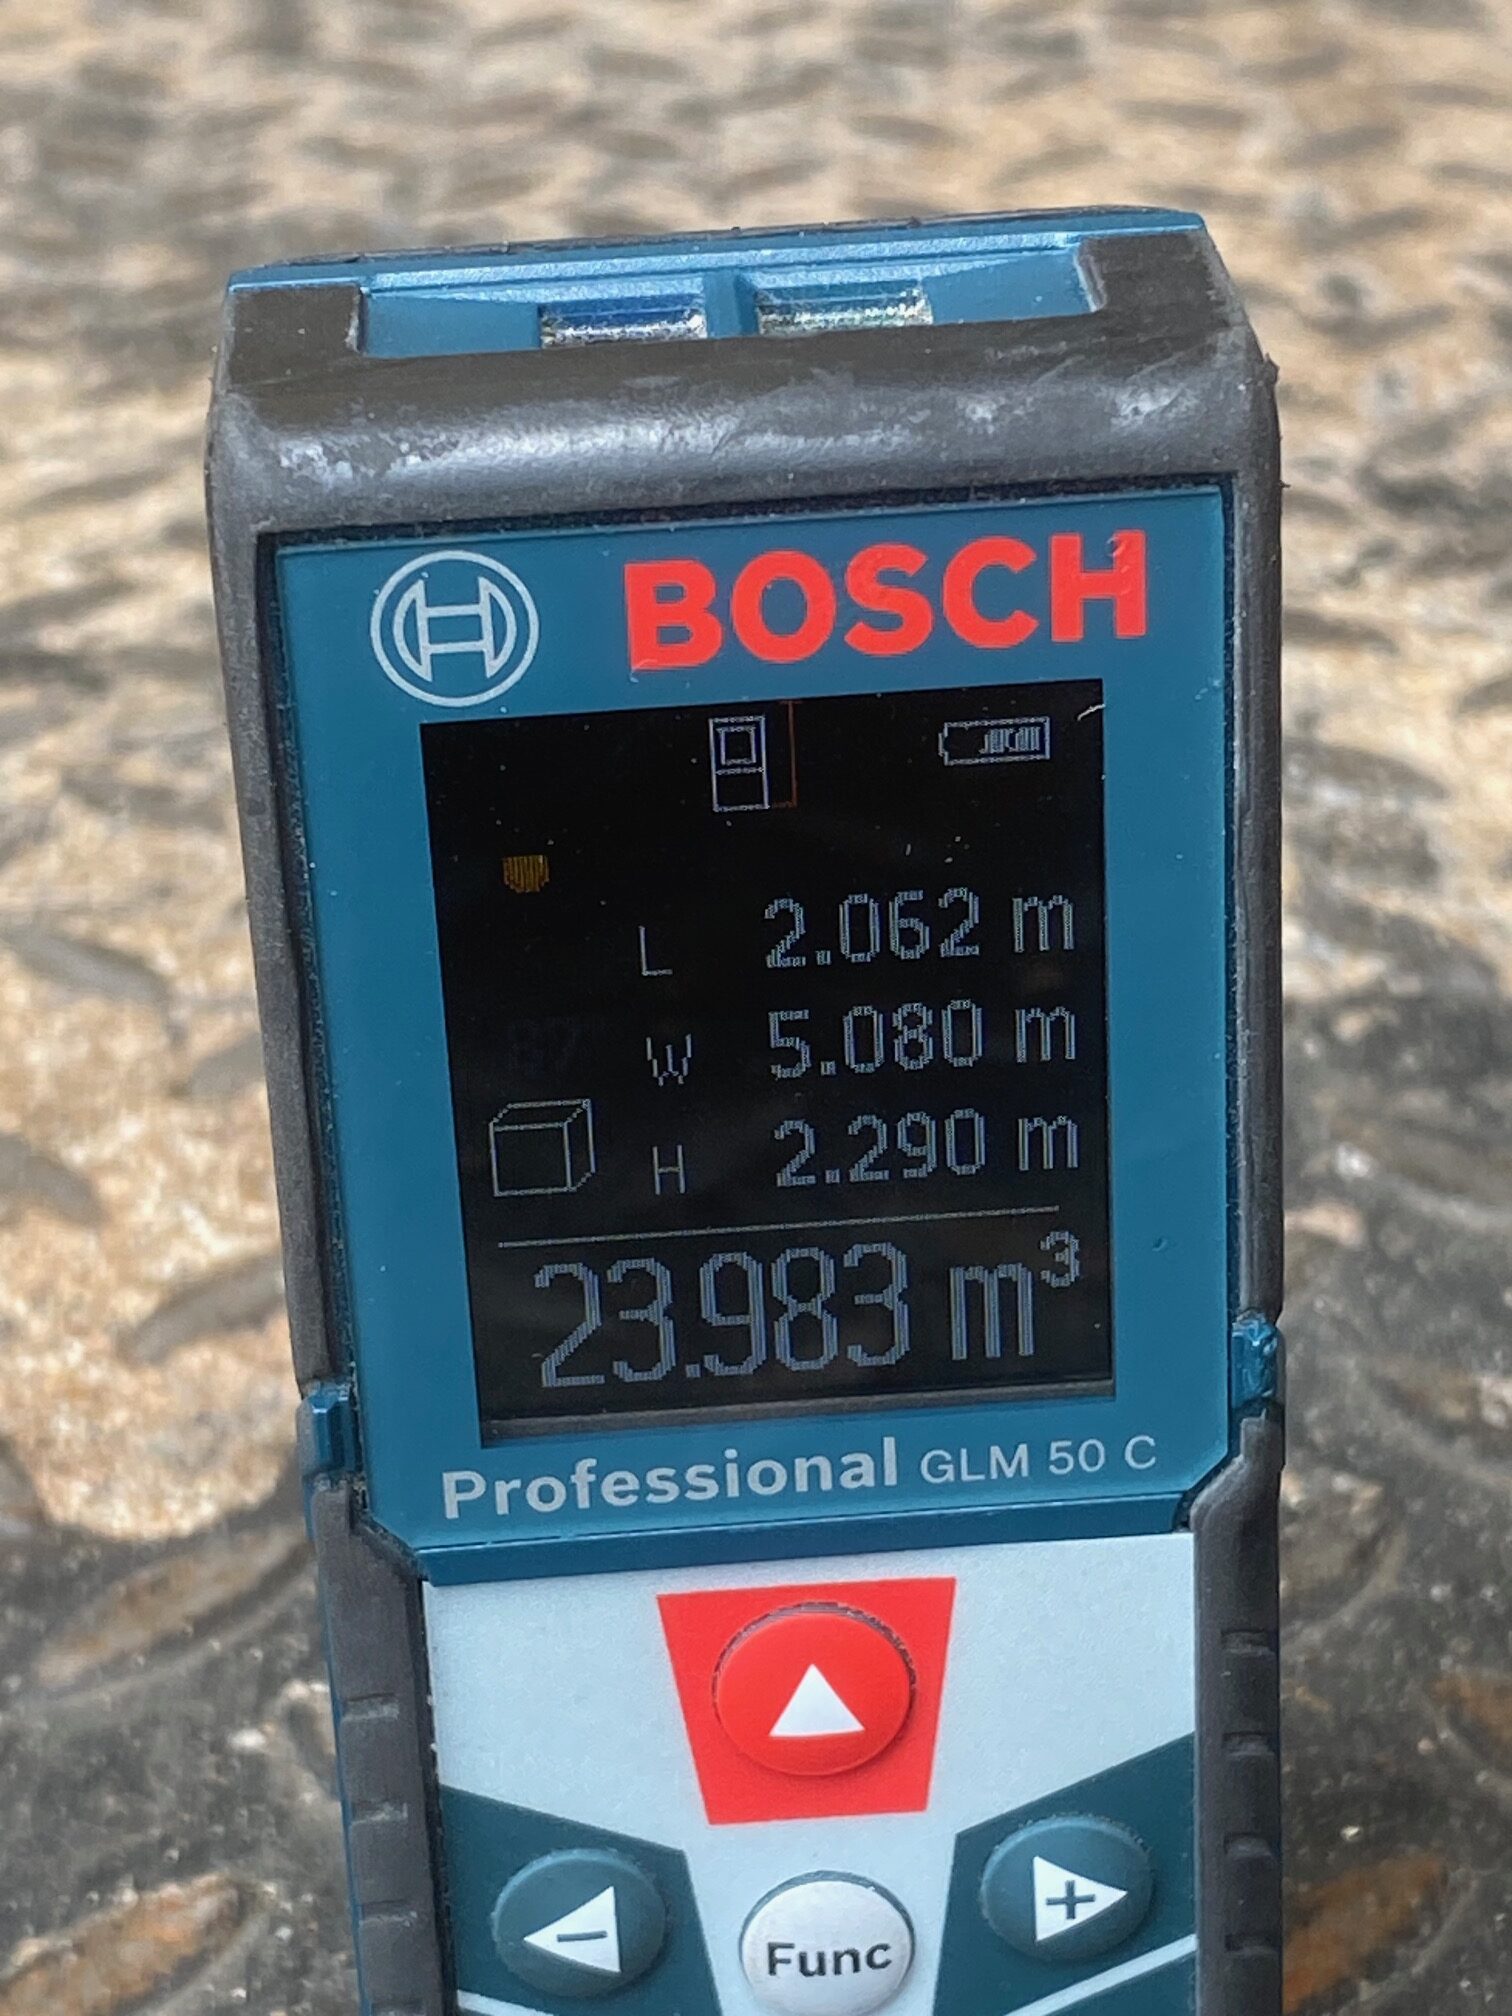 BOSCH
L 2.062 m
W 5.080 m
H 2.290 m
23.983 m³
Professional GLM 50 C
Func